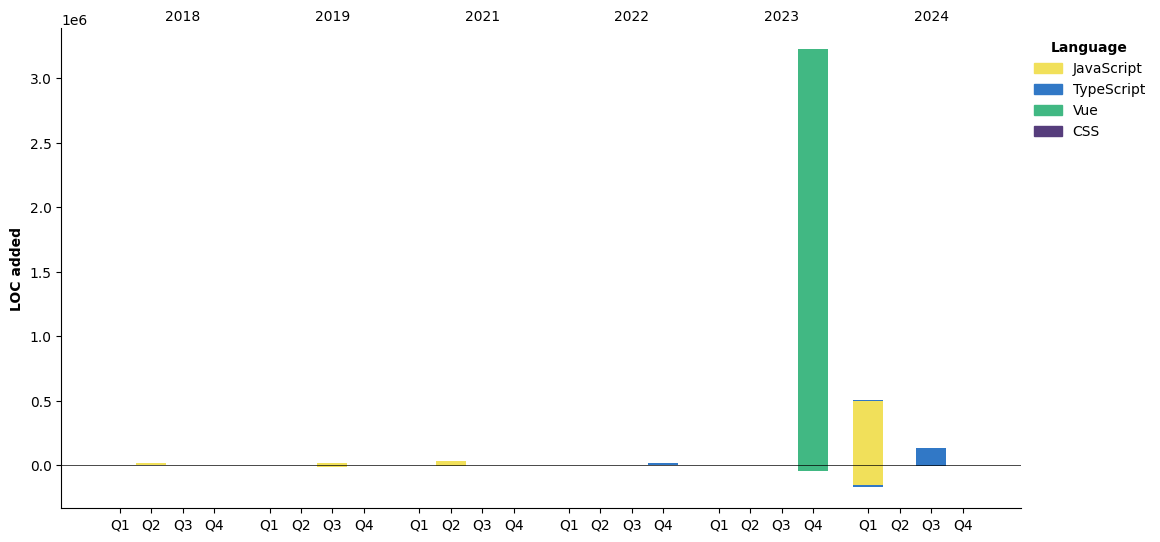 1e6
2018 2019 2021 2022 2023 2024
Language
JavaScript
TypeScript
Vue
CSS
3.0
2.5
2.0
1.5
1.0
0.5
0.0
LOC added
Q1 Q2 Q3 Q4 Q1 Q2 Q3 Q4 Q1 Q2 Q3 Q4 Q1 Q2 Q3 Q4 Q1 Q2 Q3 Q4 Q1 Q2 Q3 Q4